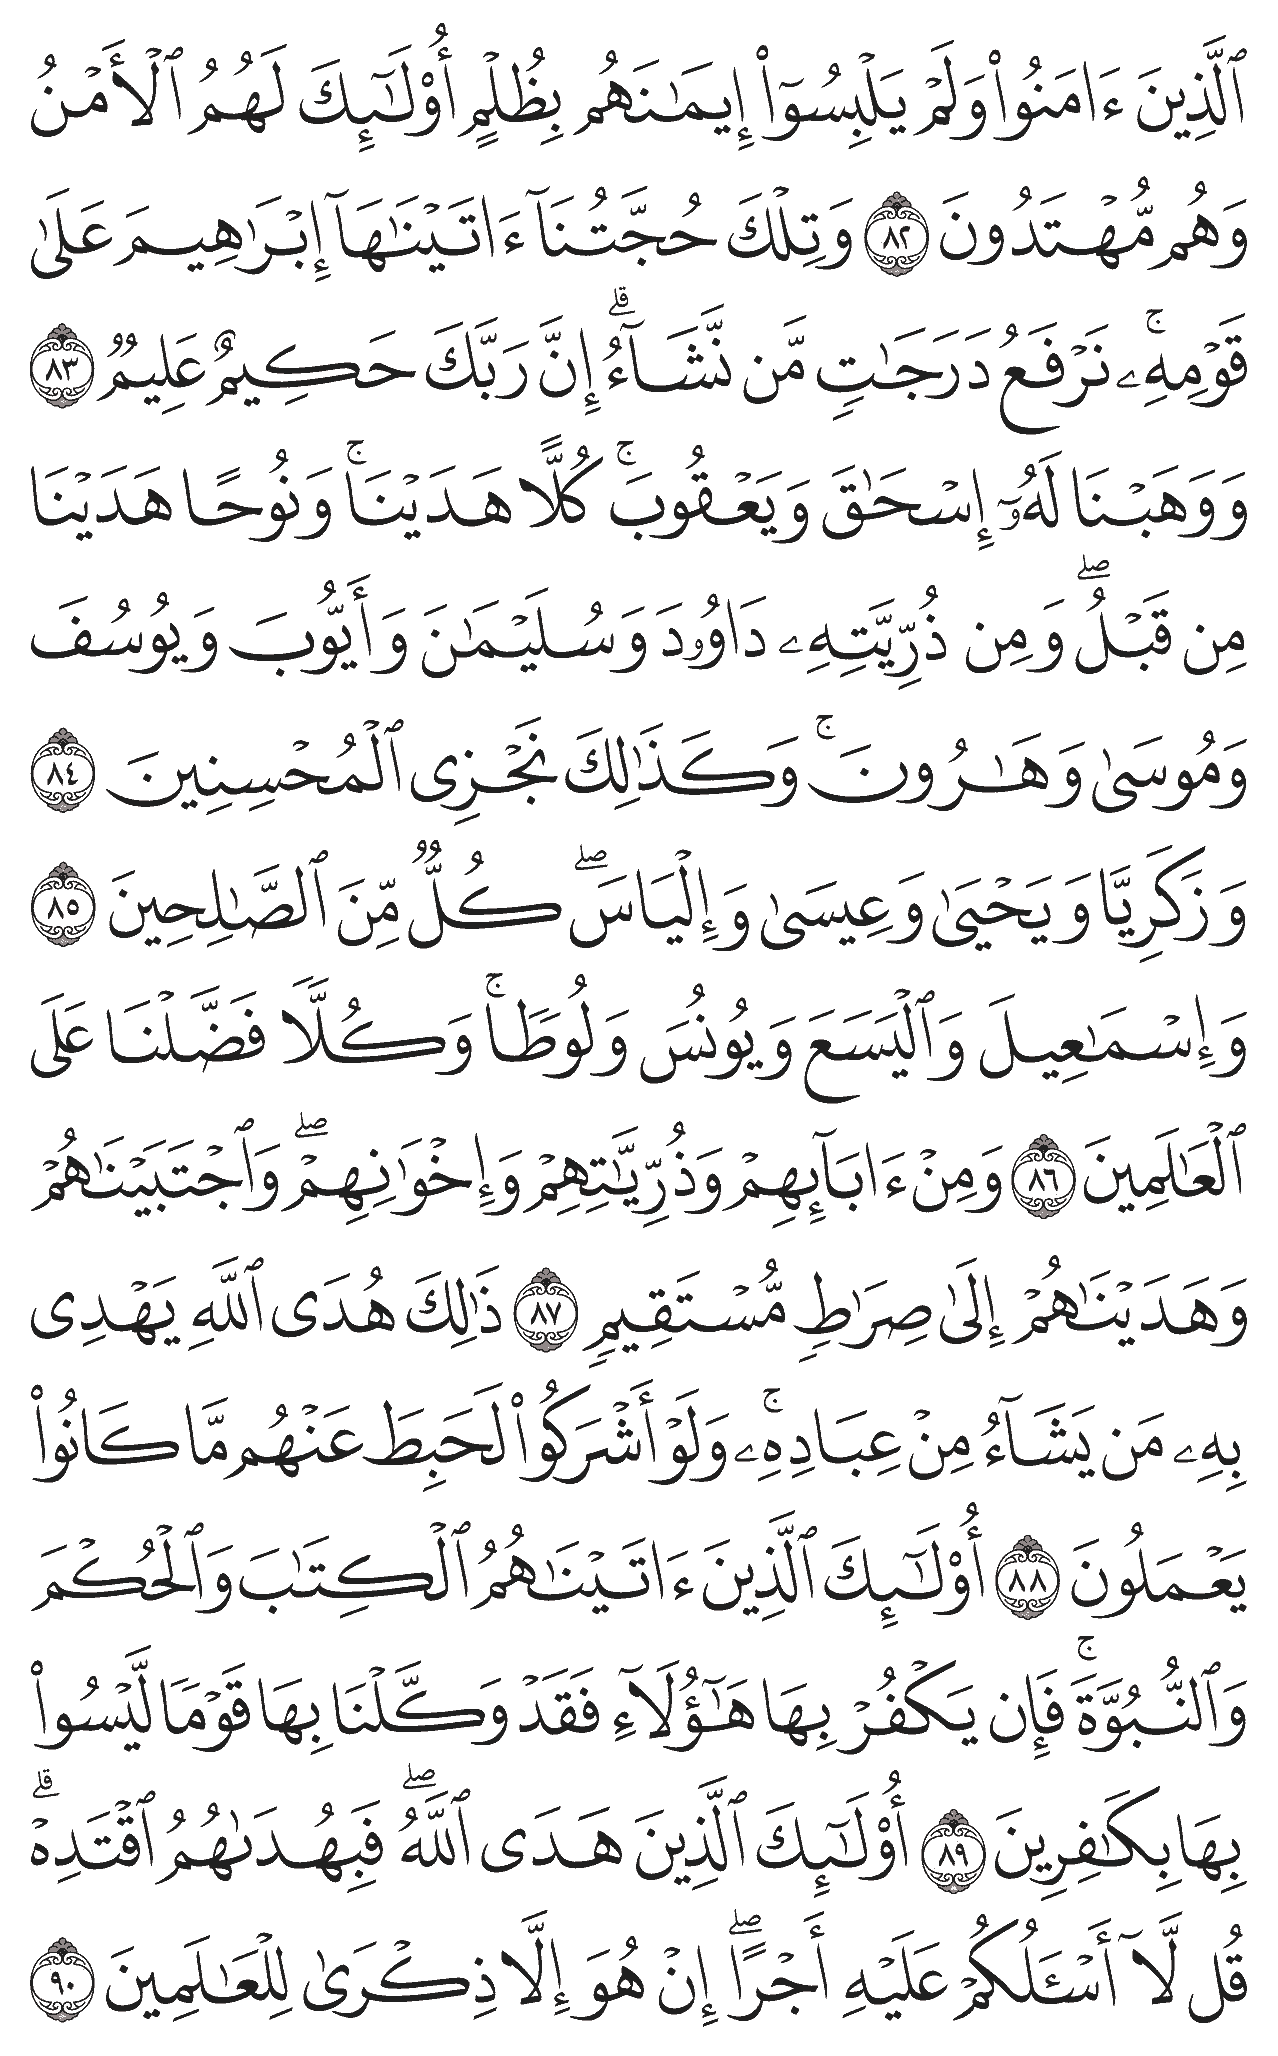 ٱلَّذِينَ ءَامَنُوا۟ وَلَمْ يَلْبِسُوٓا۟ إِيمَـٰنَهُم بِظُلْمٍ أُو۟لَـٰٓئِكَ لَهُمُ ٱلْأَمْنُ
وَهُم مُّهْتَدُونَ ٨٢ وَتِلْكَ حُجَّتُنَآ ءَاتَيْنَـٰهَآ إِبْرَٰهِيمَ عَلَىٰ
قَوْمِهِۦ ۚ نَرْفَعُ دَرَجَـٰتٍ مَّن نَّشَآءُ ۗ إِنَّ رَبَّكَ حَكِيمٌ عَلِيمٌ ٨٣
وَوَهَبْنَا لَهُۥٓ إِسْحَـٰقَ وَيَعْقُوبَ ۚ كُلًّا هَدَيْنَا ۚ وَنُوحًا هَدَيْنَا
مِن قَبْلُ ۖ وَمِن ذُرِّيَّتِهِۦ دَاوُۥدَ وَسُلَيْمَـٰنَ وَأَيُّوبَ وَيُوسُفَ
وَمُوسَىٰ وَهَـٰرُونَ ۚ وَكَذَٰلِكَ نَجْزِى ٱلْمُحْسِنِينَ ٨٤
وَزَكَرِيَّا وَيَحْيَىٰ وَعِيسَىٰ وَإِلْيَاسَ ۖ كُلٌّ مِّنَ ٱلصَّـٰلِحِينَ ٨٥
وَإِسْمَـٰعِيلَ وَٱلْيَسَعَ وَيُونُسَ وَلُوطًا ۚ وَكُلًّا فَضَّلْنَا عَلَى
ٱلْعَـٰلَمِينَ ٨٦ وَمِنْ ءَابَآئِهِمْ وَذُرِّيَّـٰتِهِمْ وَإِخْوَٰنِهِمْ ۖ وَٱجْتَبَيْنَـٰهُمْ
وَهَدَيْنَـٰهُمْ إِلَىٰ صِرَٰطٍ مُّسْتَقِيمٍ ٨٧ ذَٰلِكَ هُدَى ٱللَّهِ يَهْدِى
بِهِۦ مَن يَشَآءُ مِنْ عِبَادِهِۦ ۚ وَلَوْ أَشْرَكُوا۟ لَحَبِطَ عَنْهُم مَّا كَانُوا۟
يَعْمَلُونَ ٨٨ أُو۟لَـٰٓئِكَ ٱلَّذِينَ ءَاتَيْنَـٰهُمُ ٱلْكِتَـٰبَ وَٱلْحُكْمَ
وَٱلنُّبُوَّةَ ۚ فَإِن يَكْفُرْ بِهَا هَـٰٓؤُلَآءِ فَقَدْ وَكَّلْنَا بِهَا قَوْمًا لَّيْسُوا۟
بِهَا بِكَـٰفِرِينَ ٨٩ أُو۟لَـٰٓئِكَ ٱلَّذِينَ هَدَى ٱللَّهُ ۖ فَبِهُدَىٰهُمُ ٱقْتَدِهْ ۗ
قُل لَّآ أَسْـَٔلُكُمْ عَلَيْهِ أَجْرًا ۖ إِنْ هُوَ إِلَّا ذِكْرَىٰ لِلْعَـٰلَمِينَ ٩٠